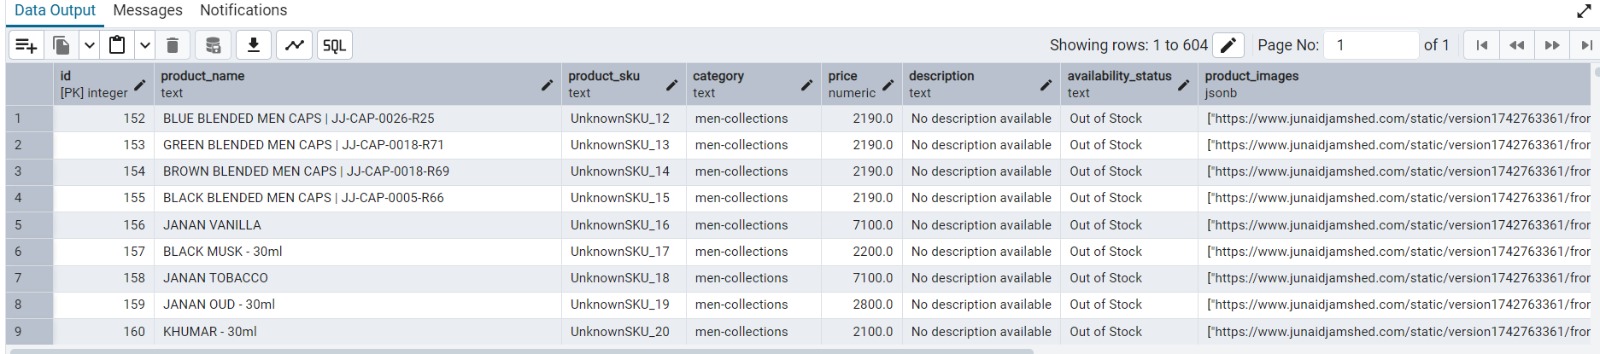 Data Output Messages Notifications
SQL Showing rows: 1 to 604 Page No: 1 of 1
id product_name product_sku category price description availability_status product_images
[PK] integer text text text numeric text text jsonb
1 152 BLUE BLENDED MEN CAPS | JJ-CAP-0026-R25 UnknownSKU_12 men-collections 2190.0 No description available Out of Stock ["https://www.junaidjamshed.com/static/version1742763361/fror
2 153 GREEN BLENDED MEN CAPS | JJ-CAP-0018-R71 UnknownSKU_13 men-collections 2190.0 No description available Out of Stock ["https://www.junaidjamshed.com/static/version1742763361/fror
3 154 BROWN BLENDED MEN CAPS | JJ-CAP-0018-R69 UnknownSKU_14 men-collections 2190.0 No description available Out of Stock ["https://www.junaidjamshed.com/static/version1742763361/fror
4 155 BLACK BLENDED MEN CAPS | JJ-CAP-0005-R66 UnknownSKU_15 men-collections 2190.0 No description available Out of Stock ["https://www.junaidjamshed.com/static/version1742763361/fror
5 156 JANAN VANILLA UnknownSKU_16 men-collections 7100.0 No description available Out of Stock ["https://www.junaidjamshed.com/static/version1742763361/fror
6 157 BLACK MUSK - 30ml UnknownSKU_17 men-collections 2200.0 No description available Out of Stock ["https://www.junaidjamshed.com/static/version1742763361/fror
7 158 JANAN TOBACCO UnknownSKU_18 men-collections 7100.0 No description available Out of Stock ["https://www.junaidjamshed.com/static/version1742763361/fror
8 159 JANAN OUD - 30ml UnknownSKU_19 men-collections 2800.0 No description available Out of Stock ["https://www.junaidjamshed.com/static/version1742763361/fror
9 160 KHUMAR - 30ml UnknownSKU_20 men-collections 2100.0 No description available Out of Stock ["https://www.junaidjamshed.com/static/version1742763361/fror